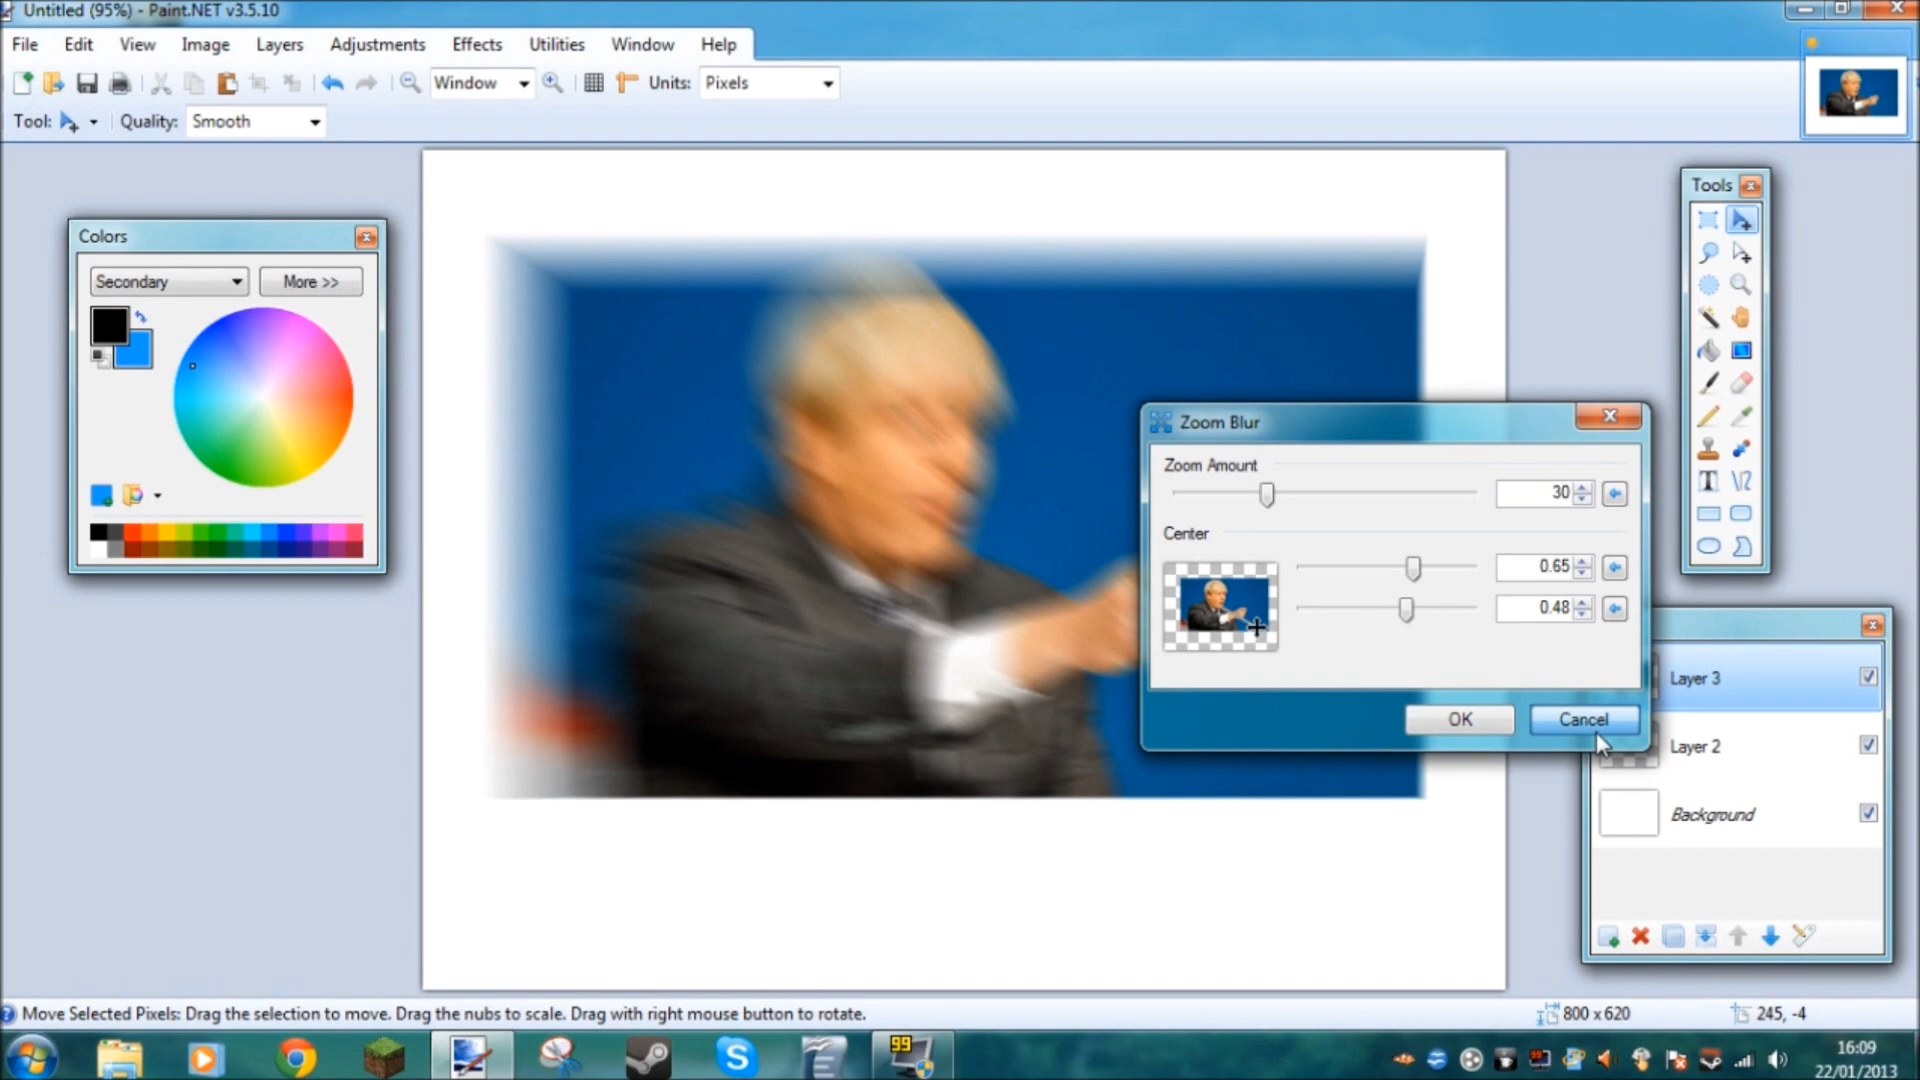 Untitled (95%) - Paint.NET v3.5.10
File Edit View Image Layers Adjustments Effects Utilities Window Help
Window Units: Pixels
Tool: Quality: Smooth
Tools
Colors
Secondary More >>
Zoom Blur
Zoom Amount
30
Center
0.65
0.48
OK Cancel
Layer 3
Layer 2
Background
Move Selected Pixels: Drag the selection to move. Drag the nubs to scale. Drag with right mouse button to rotate.
800 x 620 245, -4
99
16:09
22/01/2013